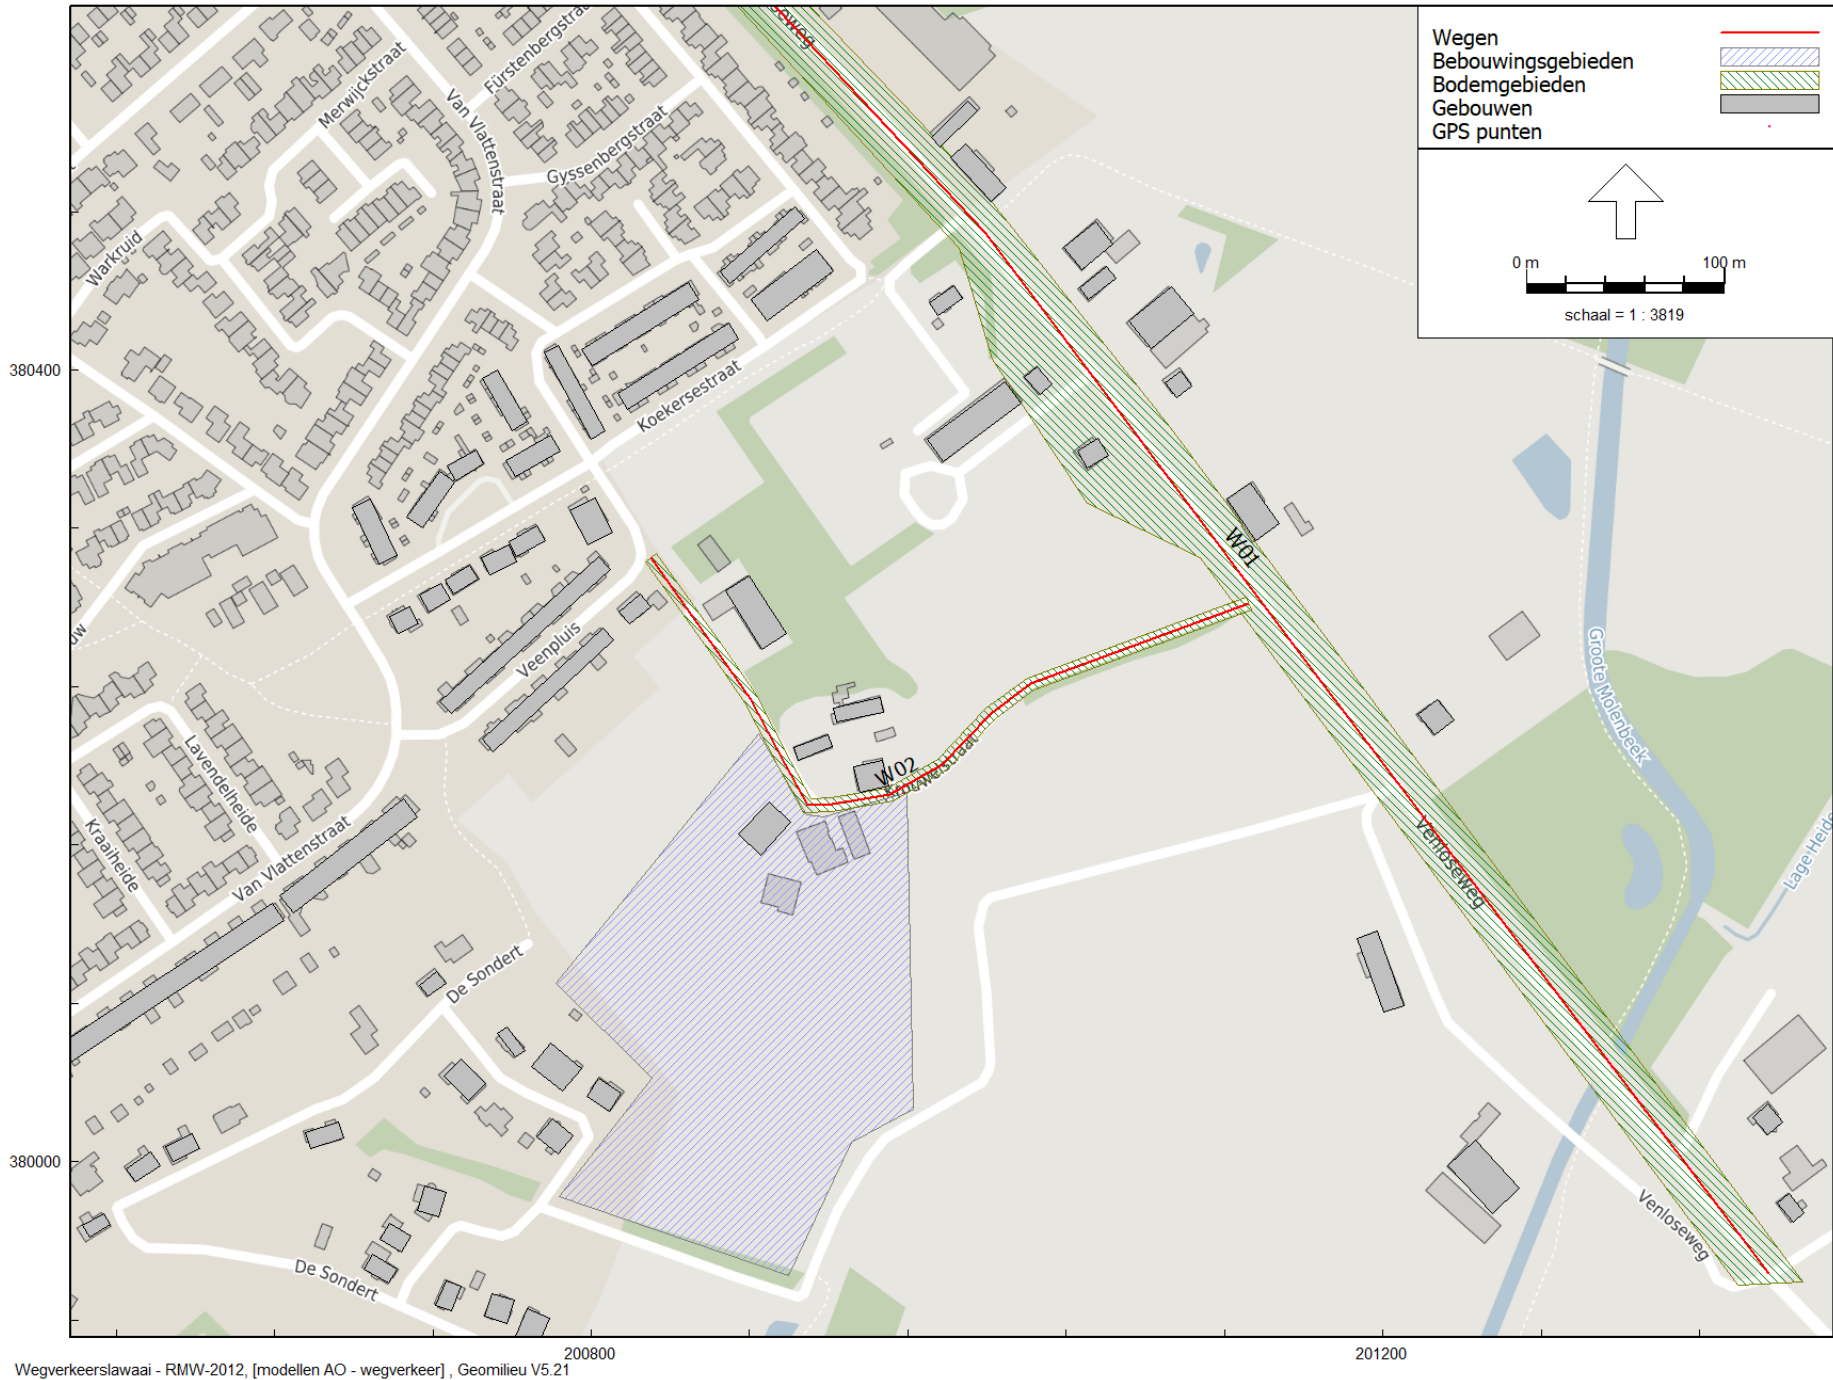 Wegen
Bebouwingsgebieden
Bodemgebieden
Gebouwen
GPS punten
0 m 100 m
schaal = 1 : 3819
Merwijckstraat
Fürstenbergstraat
Van Vlattenstraat
Gyssenbergstraat
Warkruid
Koekersestraat
380400
W01
Veenpluis
Groote Molenbeek
Lavendelheide
W02
Kraaiheide
Van Vlattenstraat
Venloseweg
Lage Heide
De Sondert
380000
Venloseweg
De Sondert
200800
201200
Wegverkeerslawaai - RMW-2012, [modellen AO - wegverkeer] , Geomilieu V5.21